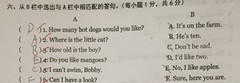 六、从B栏中选出与A栏中相匹配的答句。(每小题1分, 共6分)
A B
( D ) 1. How many hot dogs would you like? A. It's on the farm.
( A ) 2. Where is the little cat? B. He's ten.
( B ) 3. How old is the boy? C. Don't be sad.
( E ) 4. Do you like mangoes? D. I'd like two.
( C ) 5. I can't swim, Bobby. E. No, I like apples.
( F ) 6. Can I have a look? F. Sure, here you are.